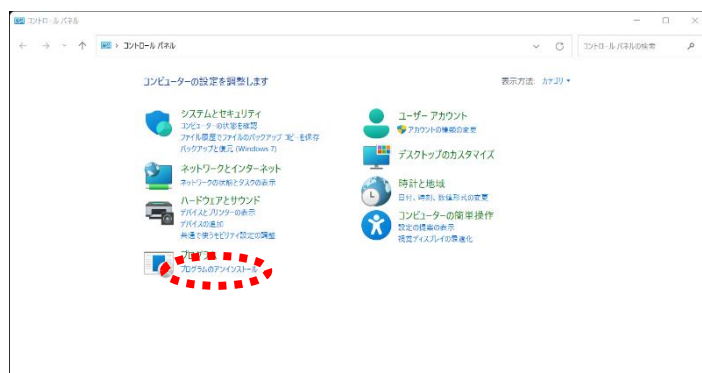 コントロール パネル
コントロール パネル
コントロール パネルの検索
コンピューターの設定を調整します
表示方法: カテゴリ
システムとセキュリティ
コンピューターの状態を確認
ファイル履歴でファイルのバックアップ コピーを保存
バックアップと復元 (Windows 7)
ネットワークとインターネット
ネットワークの状態とタスクの表示
ハードウェアとサウンド
デバイスとプリンターの表示
デバイスの追加
共通で使うモビリティ設定の調整
プログラム
プログラムのアンインストール
ユーザー アカウント
アカウントの種類の変更
デスクトップのカスタマイズ
時計と地域
日付、時刻、数値形式の変更
コンピューターの簡単操作
設定の提案の表示
視覚ディスプレイの最適化